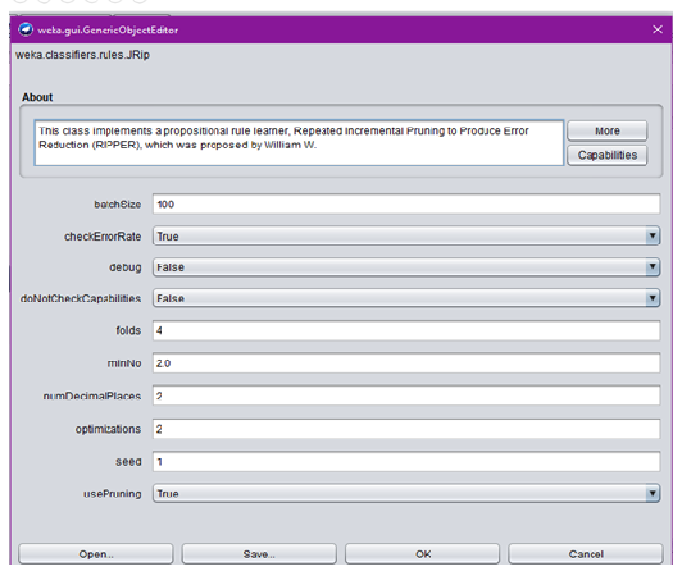 weka.gui.GenericObjectEditor
weka.classifiers.rules.JRip
About
This class implements a propositional rule learner, Repeated Incremental Pruning to Produce Error
Reduction (RIPPER), which was proposed by William W.
More
Capabilities
batchSize 100
checkErrorRate True
debug False
doNotCheckCapabilities False
folds 4
minNo 2.0
numDecimalPlaces 2
optimizations 2
seed 1
usePruning True
Open... Save... OK Cancel